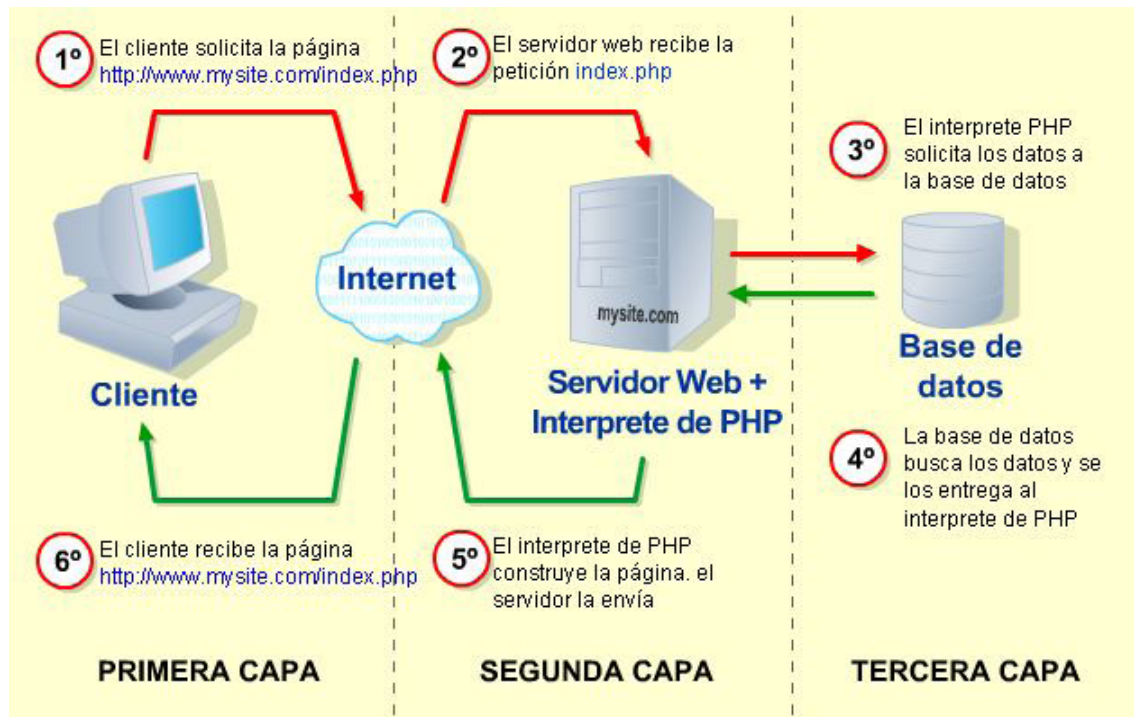 1º
El cliente solicita la página
http://www.mysite.com/index.php
2º
El servidor web recibe la
petición index.php
3º
El interprete PHP
solicita los datos a
la base de datos
Internet
mysite.com
Cliente
Servidor Web +
Interprete de PHP
Base de
datos
4º
La base de datos
busca los datos y se
los entrega al
interprete de PHP
5º
El interprete de PHP
construye la página. el
servidor la envía
6º
El cliente recibe la página
http://www.mysite.com/index.php
PRIMERA CAPA
SEGUNDA CAPA
TERCERA CAPA